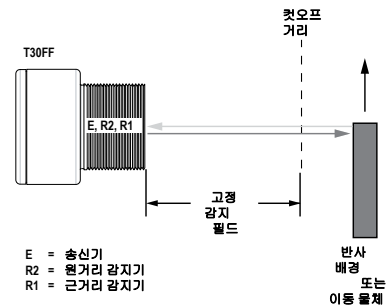 컷오프
거리
T30FF
E, R2, R1
고정
감지
필드
E = 송신기
R2 = 원거리 감지기
R1 = 근거리 감지기
반사
배경
또는
이동 물체